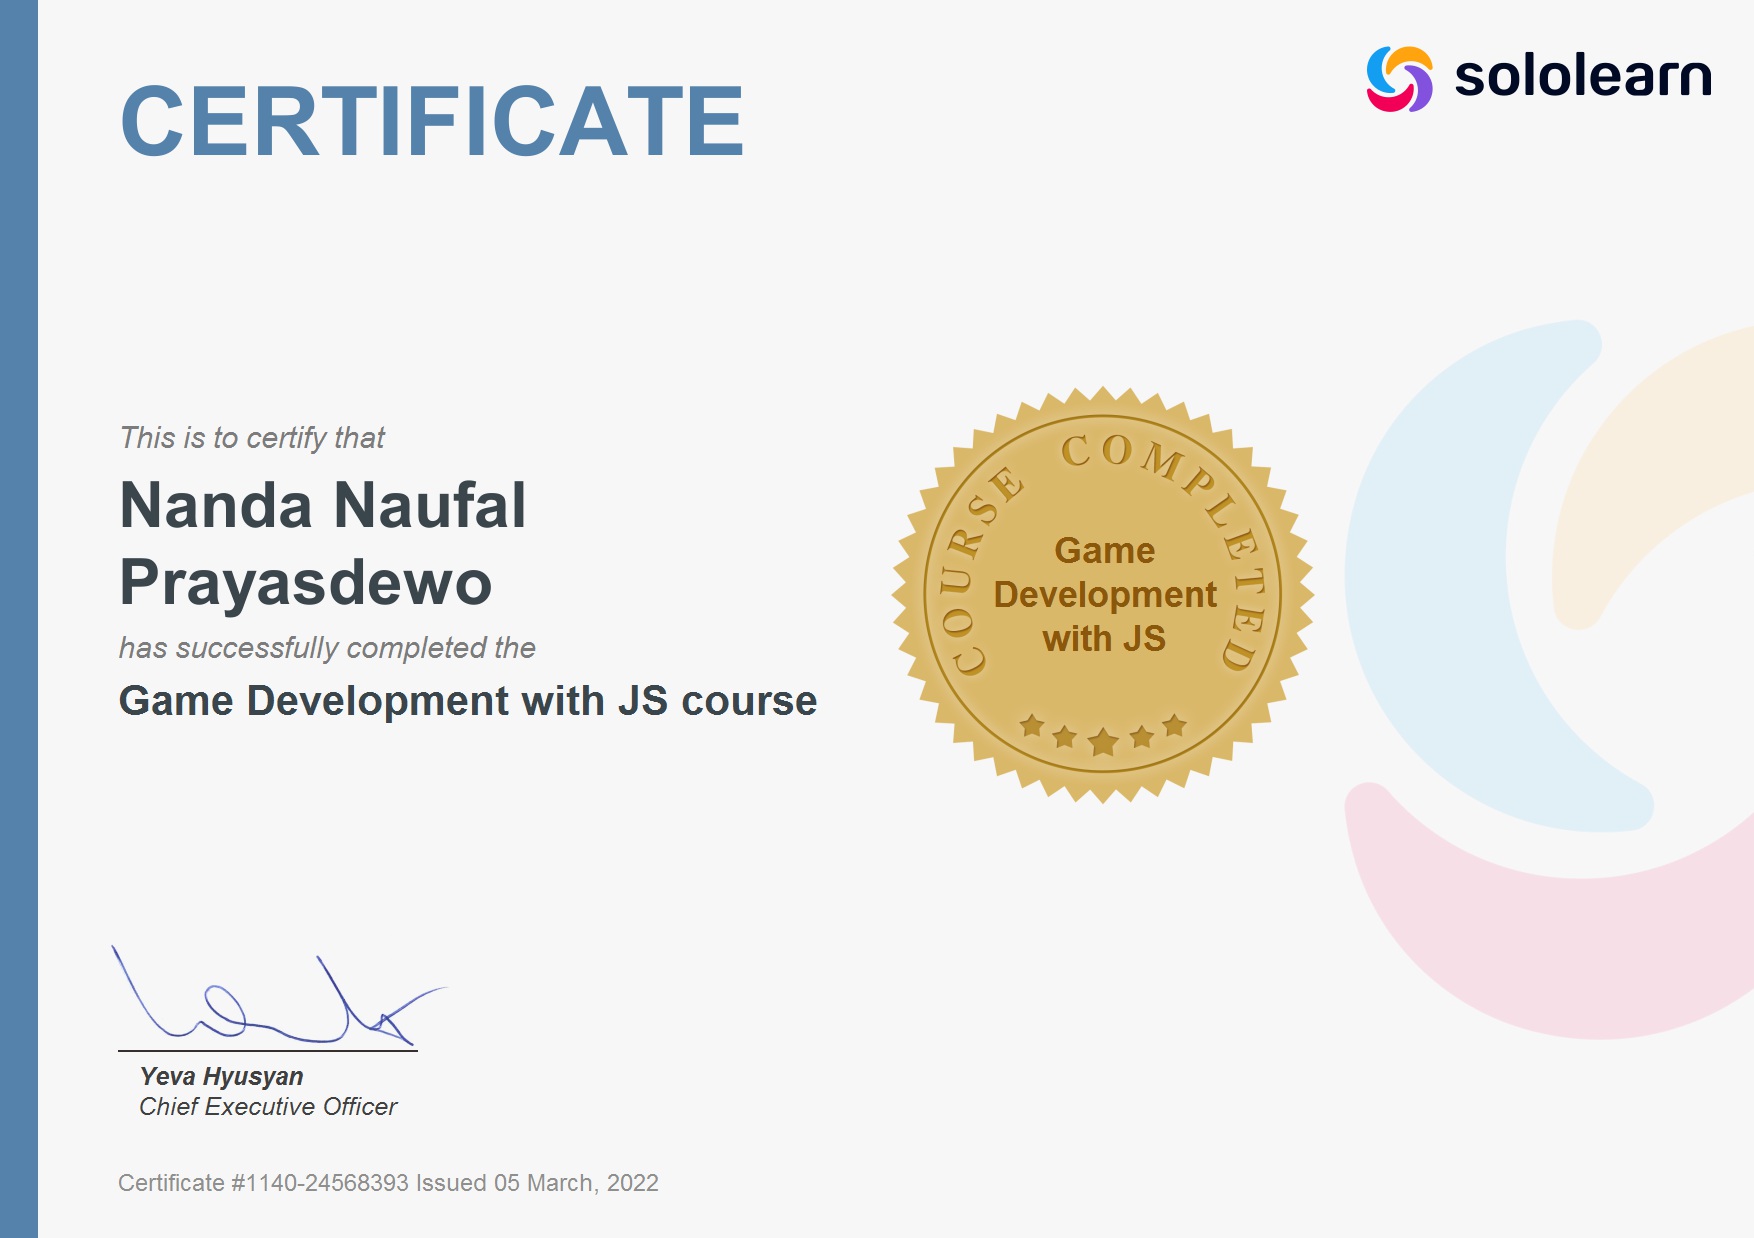 CERTIFICATE
sololearn
This is to certify that
Nanda Naufal
Prayasdewo
has successfully completed the
Game Development with JS course
COURSE COMPLETED
Game
Development
with JS
Yeva Hyusyan
Chief Executive Officer
Certificate #1140-24568393 Issued 05 March, 2022